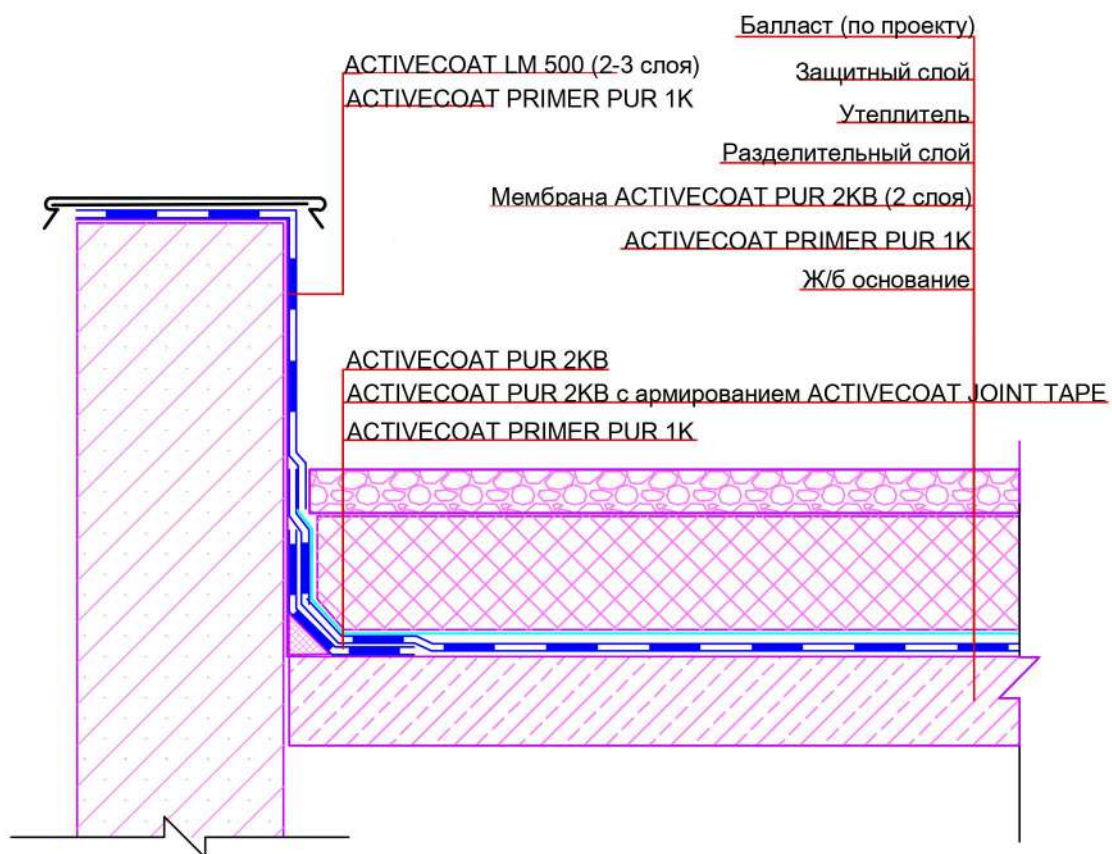 Балласт (по проекту)
Защитный слой
Утеплитель
Разделительный слой
Мембрана ACTIVECOAT PUR 2KB (2 слоя)
ACTIVECOAT PRIMER PUR 1K
Ж/б основание
ACTIVECOAT LM 500 (2-3 слоя)
ACTIVECOAT PRIMER PUR 1K
ACTIVECOAT PUR 2KB
ACTIVECOAT PUR 2KB с армированием ACTIVECOAT JOINT TAPE
ACTIVECOAT PRIMER PUR 1K